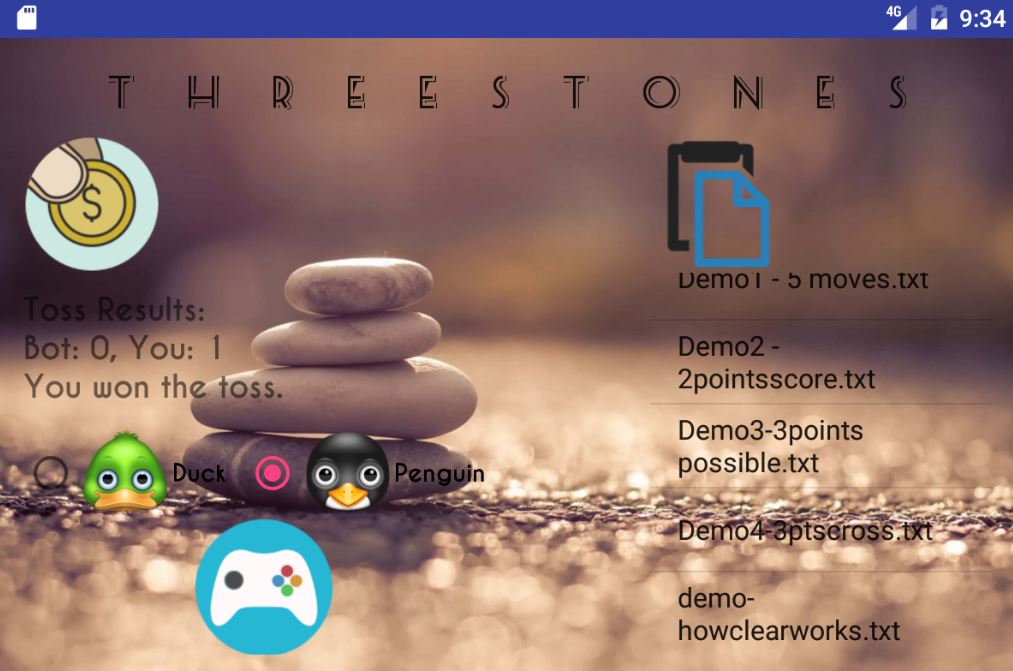 4G 9:34
THREESTONES
$
Demo1 - 5 moves.txt
Toss Results:
Bot: 0, You: 1
You won the toss.
Duck
Penguin
Demo2 -
2pointsscore.txt
Demo3-3points
possible.txt
Demo4-3ptscross.txt
demo-
howclearworks.txt